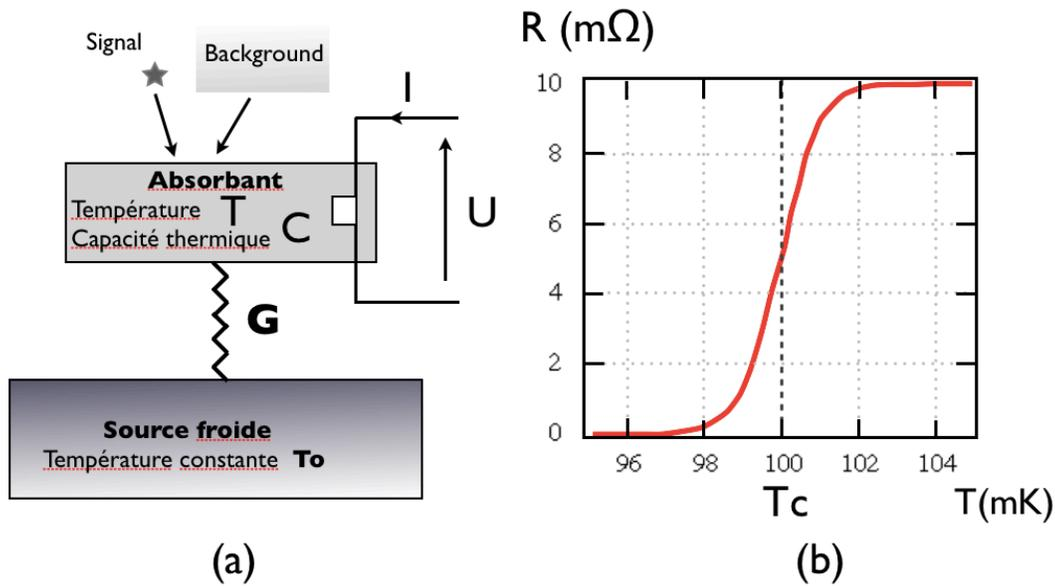 Signal
Background
I
Absorbant
Température T
Capacité thermique C
U
G
Source froide
Température constante To
(a)
R (mΩ)
10
8
6
4
2
0
96 98 100 102 104
Tc T(mK)
(b)